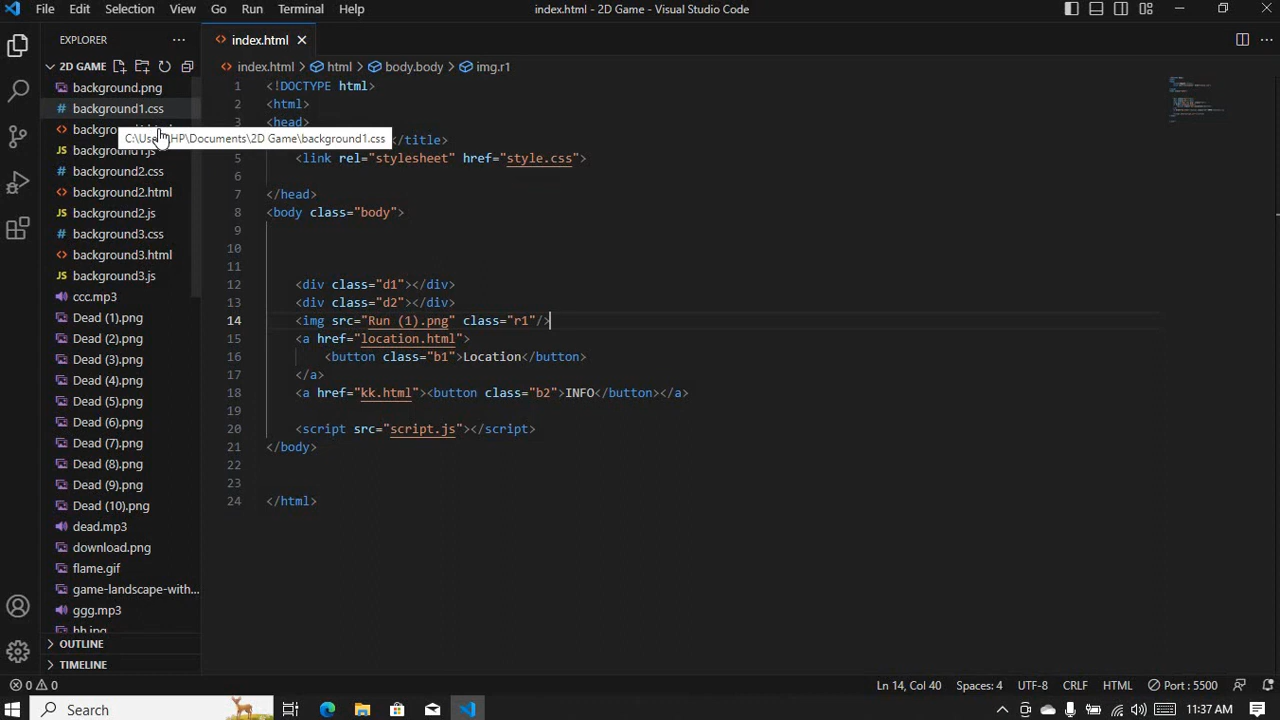 File Edit Selection View Go Run Terminal Help
index.html - 2D Game - Visual Studio Code
EXPLORER
index.html
2D GAME
index.html > html > body.body > img.r1
background.png
background1.css
C:\Use HP\Documents\2D Game\background1.css
background1.js
background2.css
background2.html
background2.js
background3.css
background3.html
background3.js
ccc.mp3
Dead (1).png
Dead (2).png
Dead (3).png
Dead (4).png
Dead (5).png
Dead (6).png
Dead (7).png
Dead (8).png
Dead (9).png
Dead (10).png
dead.mp3
download.png
flame.gif
game-landscape-with...
ggg.mp3
hh.jpg
OUTLINE
TIMELINE
1 <!DOCTYPE html>
2 <html>
3 <head>
</title>
5 <link rel="stylesheet" href="style.css">
6
7 </head>
8 <body class="body">
9
10
11
12 <div class="d1"></div>
13 <div class="d2"></div>
14 <img src="Run (1).png" class="r1"/>
15 <a href="location.html">
16 <button class="b1">Location</button>
17 </a>
18 <a href="kk.html"><button class="b2">INFO</button></a>
19
20 <script src="script.js"></script>
21 </body>
22
23
24 </html>
0 0
Ln 14, Col 40 Spaces: 4 UTF-8 CRLF HTML Port : 5500
Search
11:37 AM